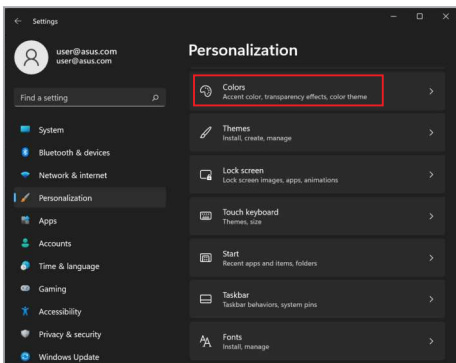 Settings
user@asus.com
user@asus.com
Find a setting
System
Bluetooth & devices
Network & internet
Personalization
Apps
Accounts
Time & language
Gaming
Accessibility
Privacy & security
Windows Update
Personalization
Colors
Accent color, transparency effects, color theme
Themes
Install, create, manage
Lock screen
Lock screen images, apps, animations
Touch keyboard
Themes, size
Start
Recent apps and items, folders
Taskbar
Taskbar behaviors, system pins
Fonts
Install, manage